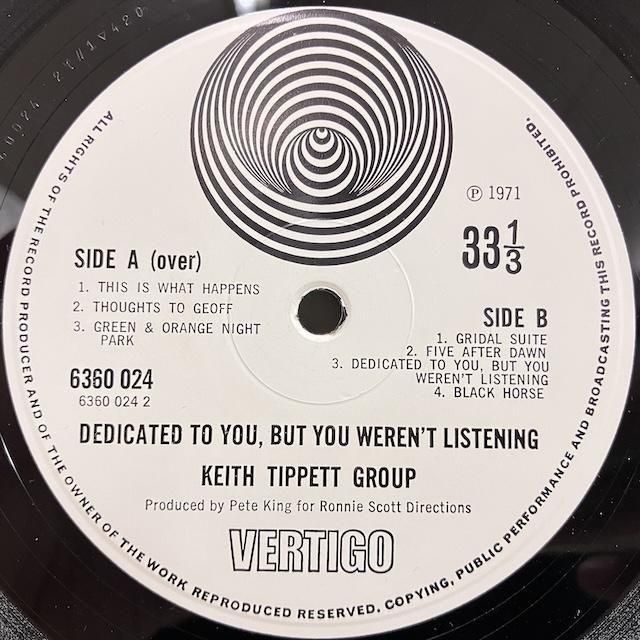 ℗ 1971
33 1/3
SIDE A (over)
1. THIS IS WHAT HAPPENS
2. THOUGHTS TO GEOFF
3. GREEN & ORANGE NIGHT
PARK
SIDE B
1. GRIDAL SUITE
2. FIVE AFTER DAWN
3. DEDICATED TO YOU, BUT YOU
WEREN'T LISTENING
4. BLACK HORSE
6360 024
6360 024 2
DEDICATED TO YOU, BUT YOU WEREN'T LISTENING
KEITH TIPPETT GROUP
Produced by Pete King for Ronnie Scott Directions
VERTIGO
ALL RIGHTS OF THE RECORD PRODUCER AND OF THE OWNER OF THE WORK REPRODUCED RESERVED. COPYING, PUBLIC PERFORMANCE AND BROADCASTING THIS RECORD PROHIBITED.